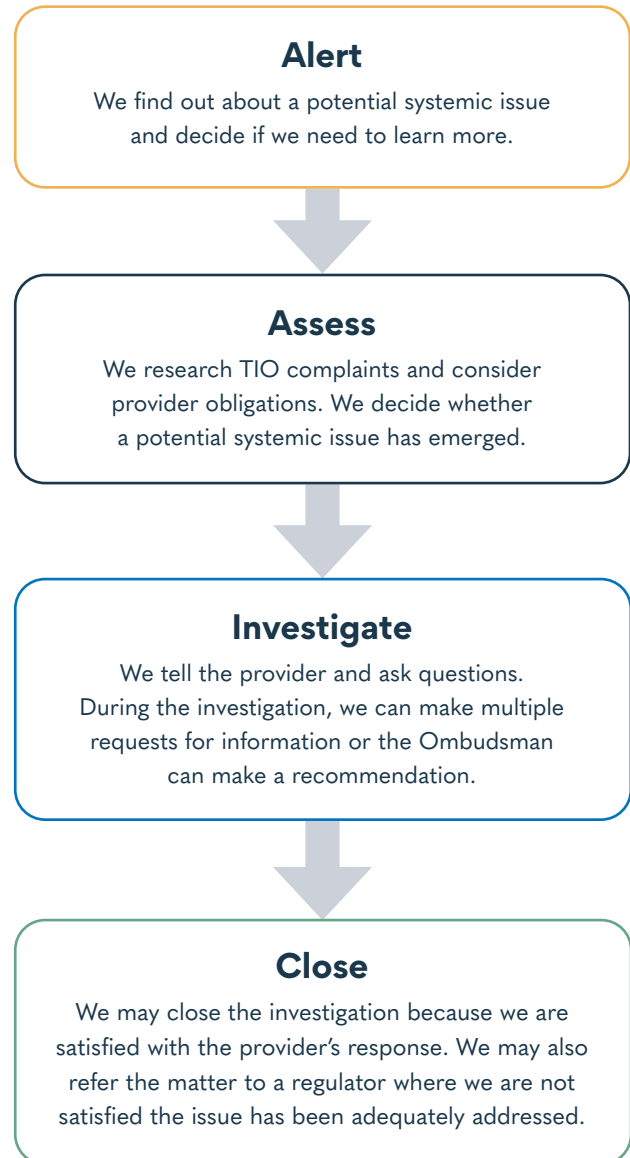 Alert
We find out about a potential systemic issue
and decide if we need to learn more.
Assess
We research TIO complaints and consider
provider obligations. We decide whether
a potential systemic issue has emerged.
Investigate
We tell the provider and ask questions.
During the investigation, we can make multiple
requests for information or the Ombudsman
can make a recommendation.
Close
We may close the investigation because we are
satisfied with the provider’s response. We may also
refer the matter to a regulator where we are not
satisfied the issue has been adequately addressed.